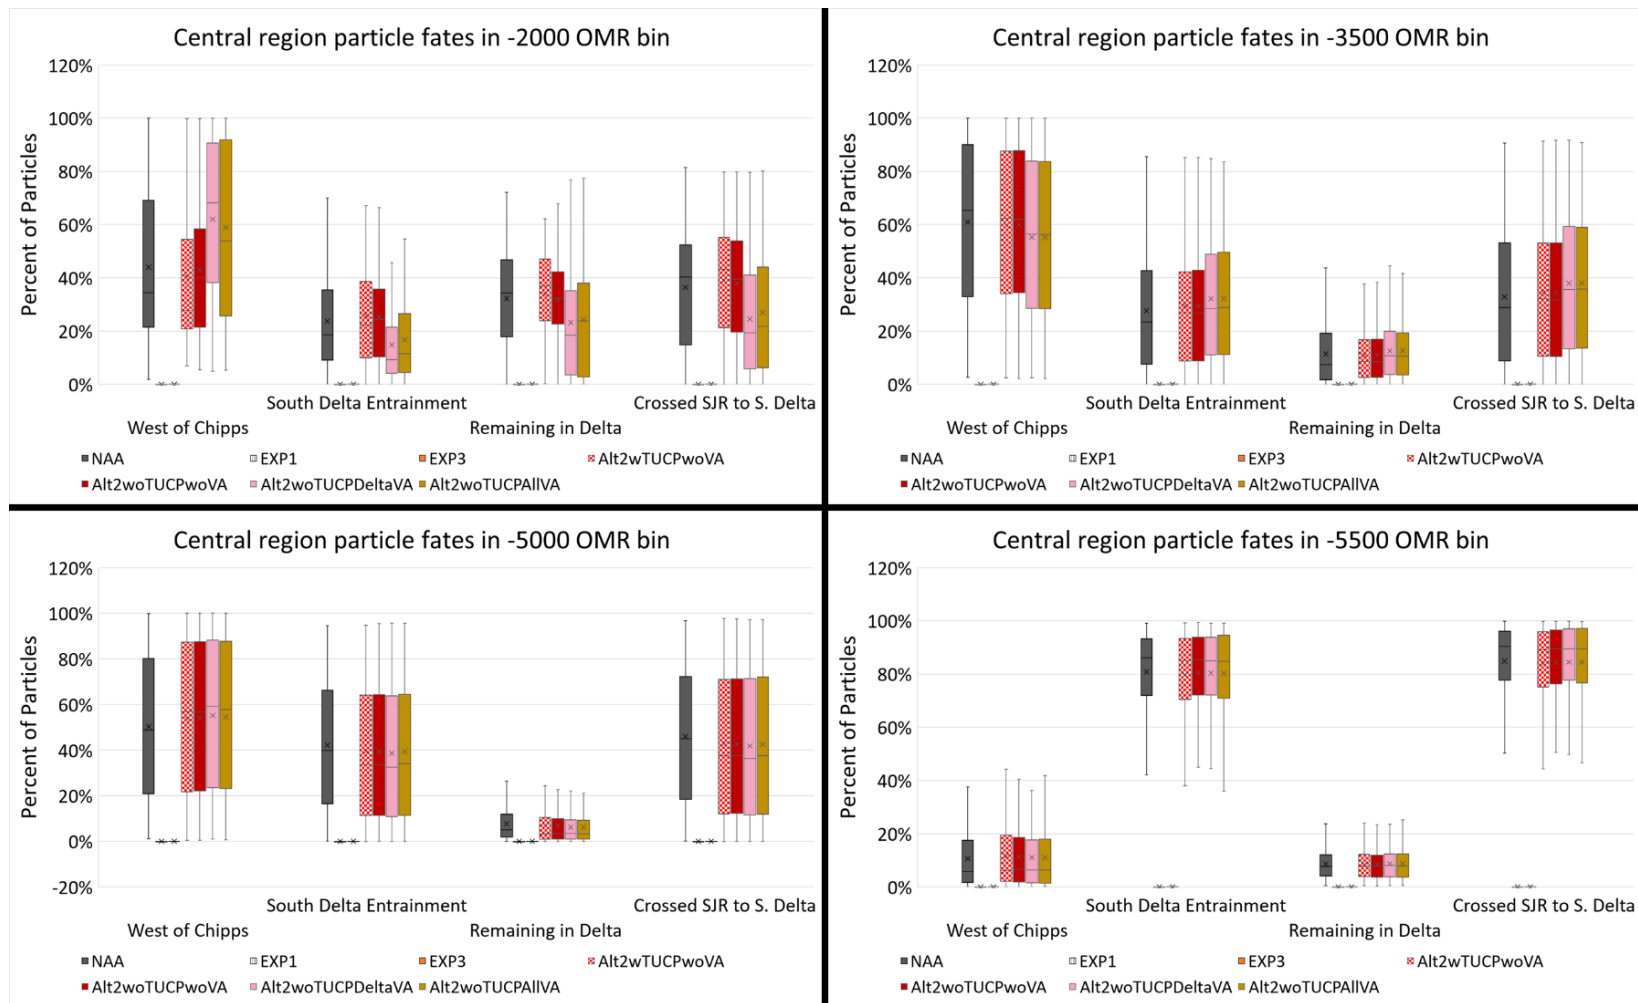 Central region particle fates in -2000 OMR bin
120%
100%
80%
60%
40%
20%
0%
Percent of Particles
South Delta Entrainment
Crossed SJR to S. Delta
West of Chipps
Remaining in Delta
NAA
EXP1
EXP3
Alt2wTUCPwoVA
Alt2woTUCPwoVA
Alt2woTUCPDeltaVA
Alt2woTUCPAllVA
Central region particle fates in -3500 OMR bin
120%
100%
80%
60%
40%
20%
0%
Percent of Particles
South Delta Entrainment
Crossed SJR to S. Delta
West of Chipps
Remaining in Delta
NAA
EXP1
EXP3
Alt2wTUCPwoVA
Alt2woTUCPwoVA
Alt2woTUCPDeltaVA
Alt2woTUCPAllVA
Central region particle fates in -5000 OMR bin
120%
100%
80%
60%
40%
20%
0%
-20%
Percent of Particles
South Delta Entrainment
Crossed SJR to S. Delta
West of Chipps
Remaining in Delta
NAA
EXP1
EXP3
Alt2wTUCPwoVA
Alt2woTUCPwoVA
Alt2woTUCPDeltaVA
Alt2woTUCPAllVA
Central region particle fates in -5500 OMR bin
120%
100%
80%
60%
40%
20%
0%
Percent of Particles
South Delta Entrainment
Crossed SJR to S. Delta
West of Chipps
Remaining in Delta
NAA
EXP1
EXP3
Alt2wTUCPwoVA
Alt2woTUCPwoVA
Alt2woTUCPDeltaVA
Alt2woTUCPAllVA